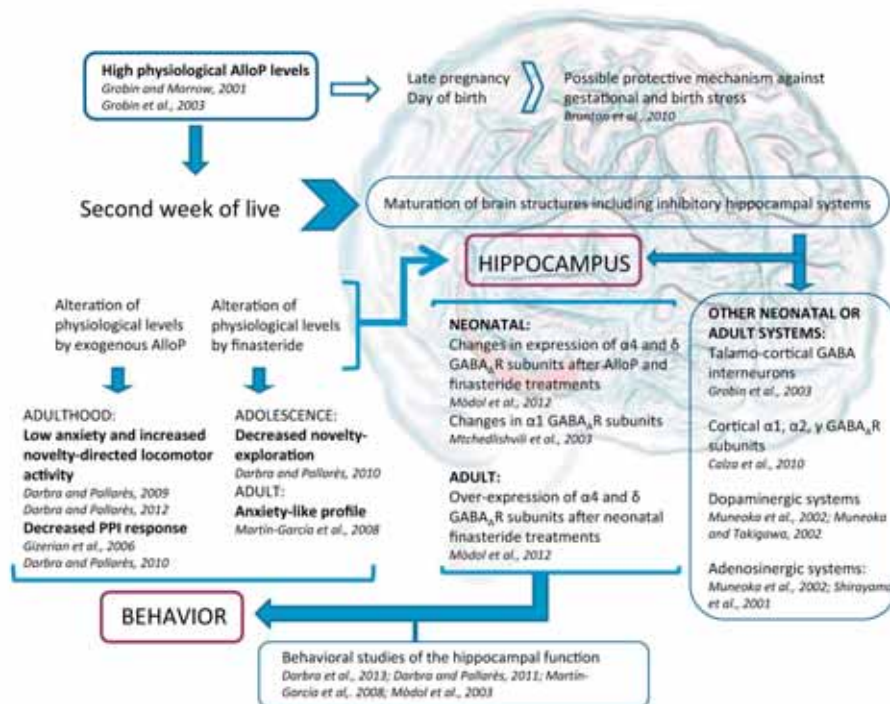 High physiological AlloP levels
Grobin and Morrow, 2001
Grobin et al., 2003
Late pregnancy
Day of birth
Possible protective mechanism against
gestational and birth stress
Brunton et al., 2010
Second week of live
Maturation of brain structures including inhibitory hippocampal systems
HIPPOCAMPUS
Alteration of
physiological levels
by exogenous AlloP
Alteration of
physiological levels
by finasteride
ADULTHOOD:
Low anxiety and increased
novelty-directed locomotor
activity
Darbra and Pallarès, 2009
Darbra and Pallarès, 2012
Decreased PPI response
Gizerian et al., 2006
Darbra and Pallarès, 2010
ADOLESCENCE:
Decreased novelty-
exploration
Darbra and Pallarès, 2010
ADULT:
Anxiety-like profile
Martín-García et al., 2008
NEONATAL:
Changes in expression of α4 and δ
GABA_AR subunits after AlloP and
finasteride treatments
Mòdol et al., 2012
Changes in α1 GABA_AR subunits
Mtchedlishvili et al., 2003
ADULT:
Over-expression of α4 and δ
GABA_AR subunits after neonatal
finasteride treatments
Mòdol et al., 2012
OTHER NEONATAL OR
ADULT SYSTEMS:
Talamo-cortical GABA
interneurons
Grobin et al., 2003
Cortical α1, α2, γ GABA_AR
subunits
Calza et al., 2010
Dopaminergic systems
Muneoka et al., 2002; Muneoka
and Takigawa, 2002
Adenosinergic systems:
Muneoka et al., 2002; Shirayama
et al., 2001
BEHAVIOR
Behavioral studies of the hippocampal function
Darbra et al., 2013; Darbra and Pallarès, 2011; Martín-
García et al,. 2008; Mòdol et al., 2003